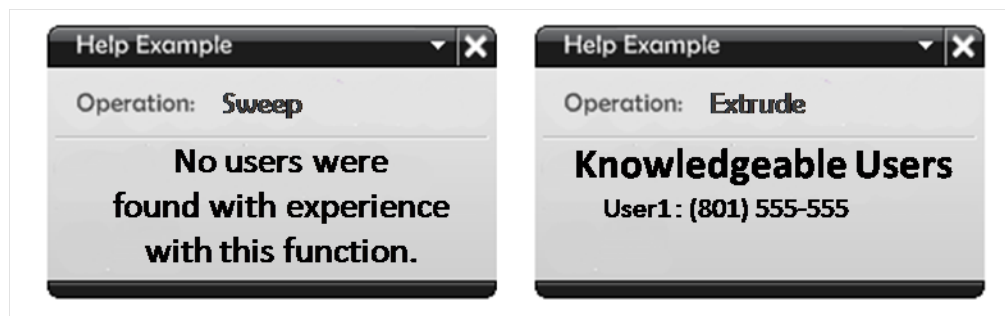 Help Example
Operation: Sweep
No users were
found with experience
with this function.
Help Example
Operation: Extrude
Knowledgeable Users
User1: (801) 555-555